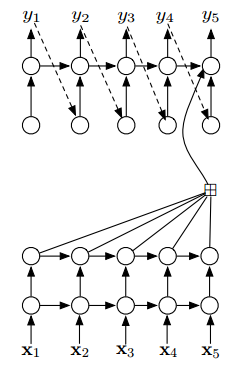 y₁ y₂ y₃ y₄ y₅
x₁ x₂ x₃ x₄ x₅